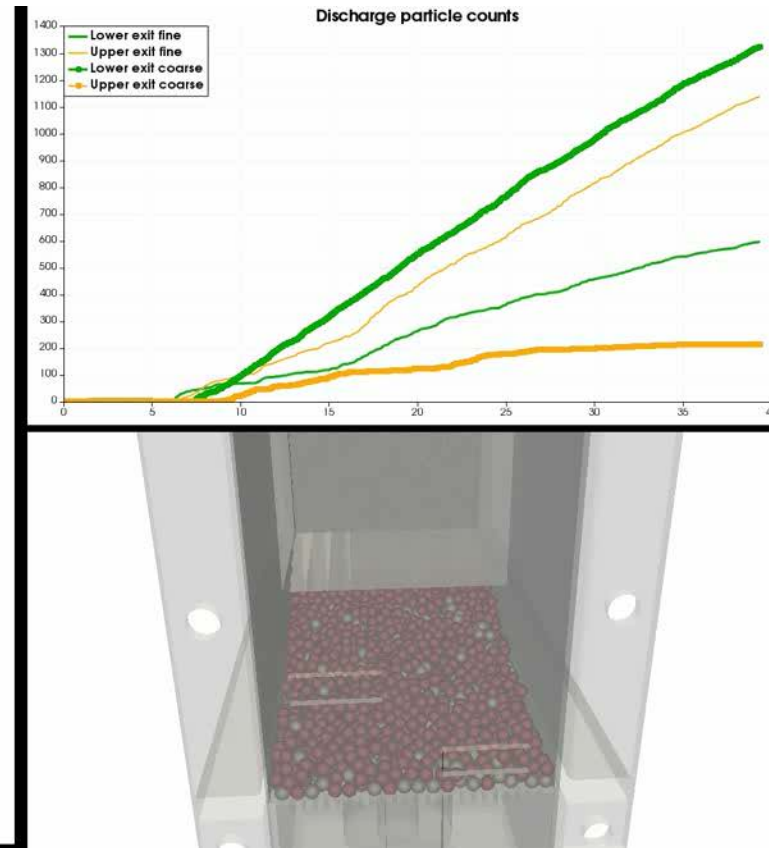 Discharge particle counts
1400
1300
1200
1100
1000
900
800
700
600
500
400
300
200
100
0
Lower exit fine
Upper exit fine
Lower exit coarse
Upper exit coarse
0 5 10 15 20 25 30 35